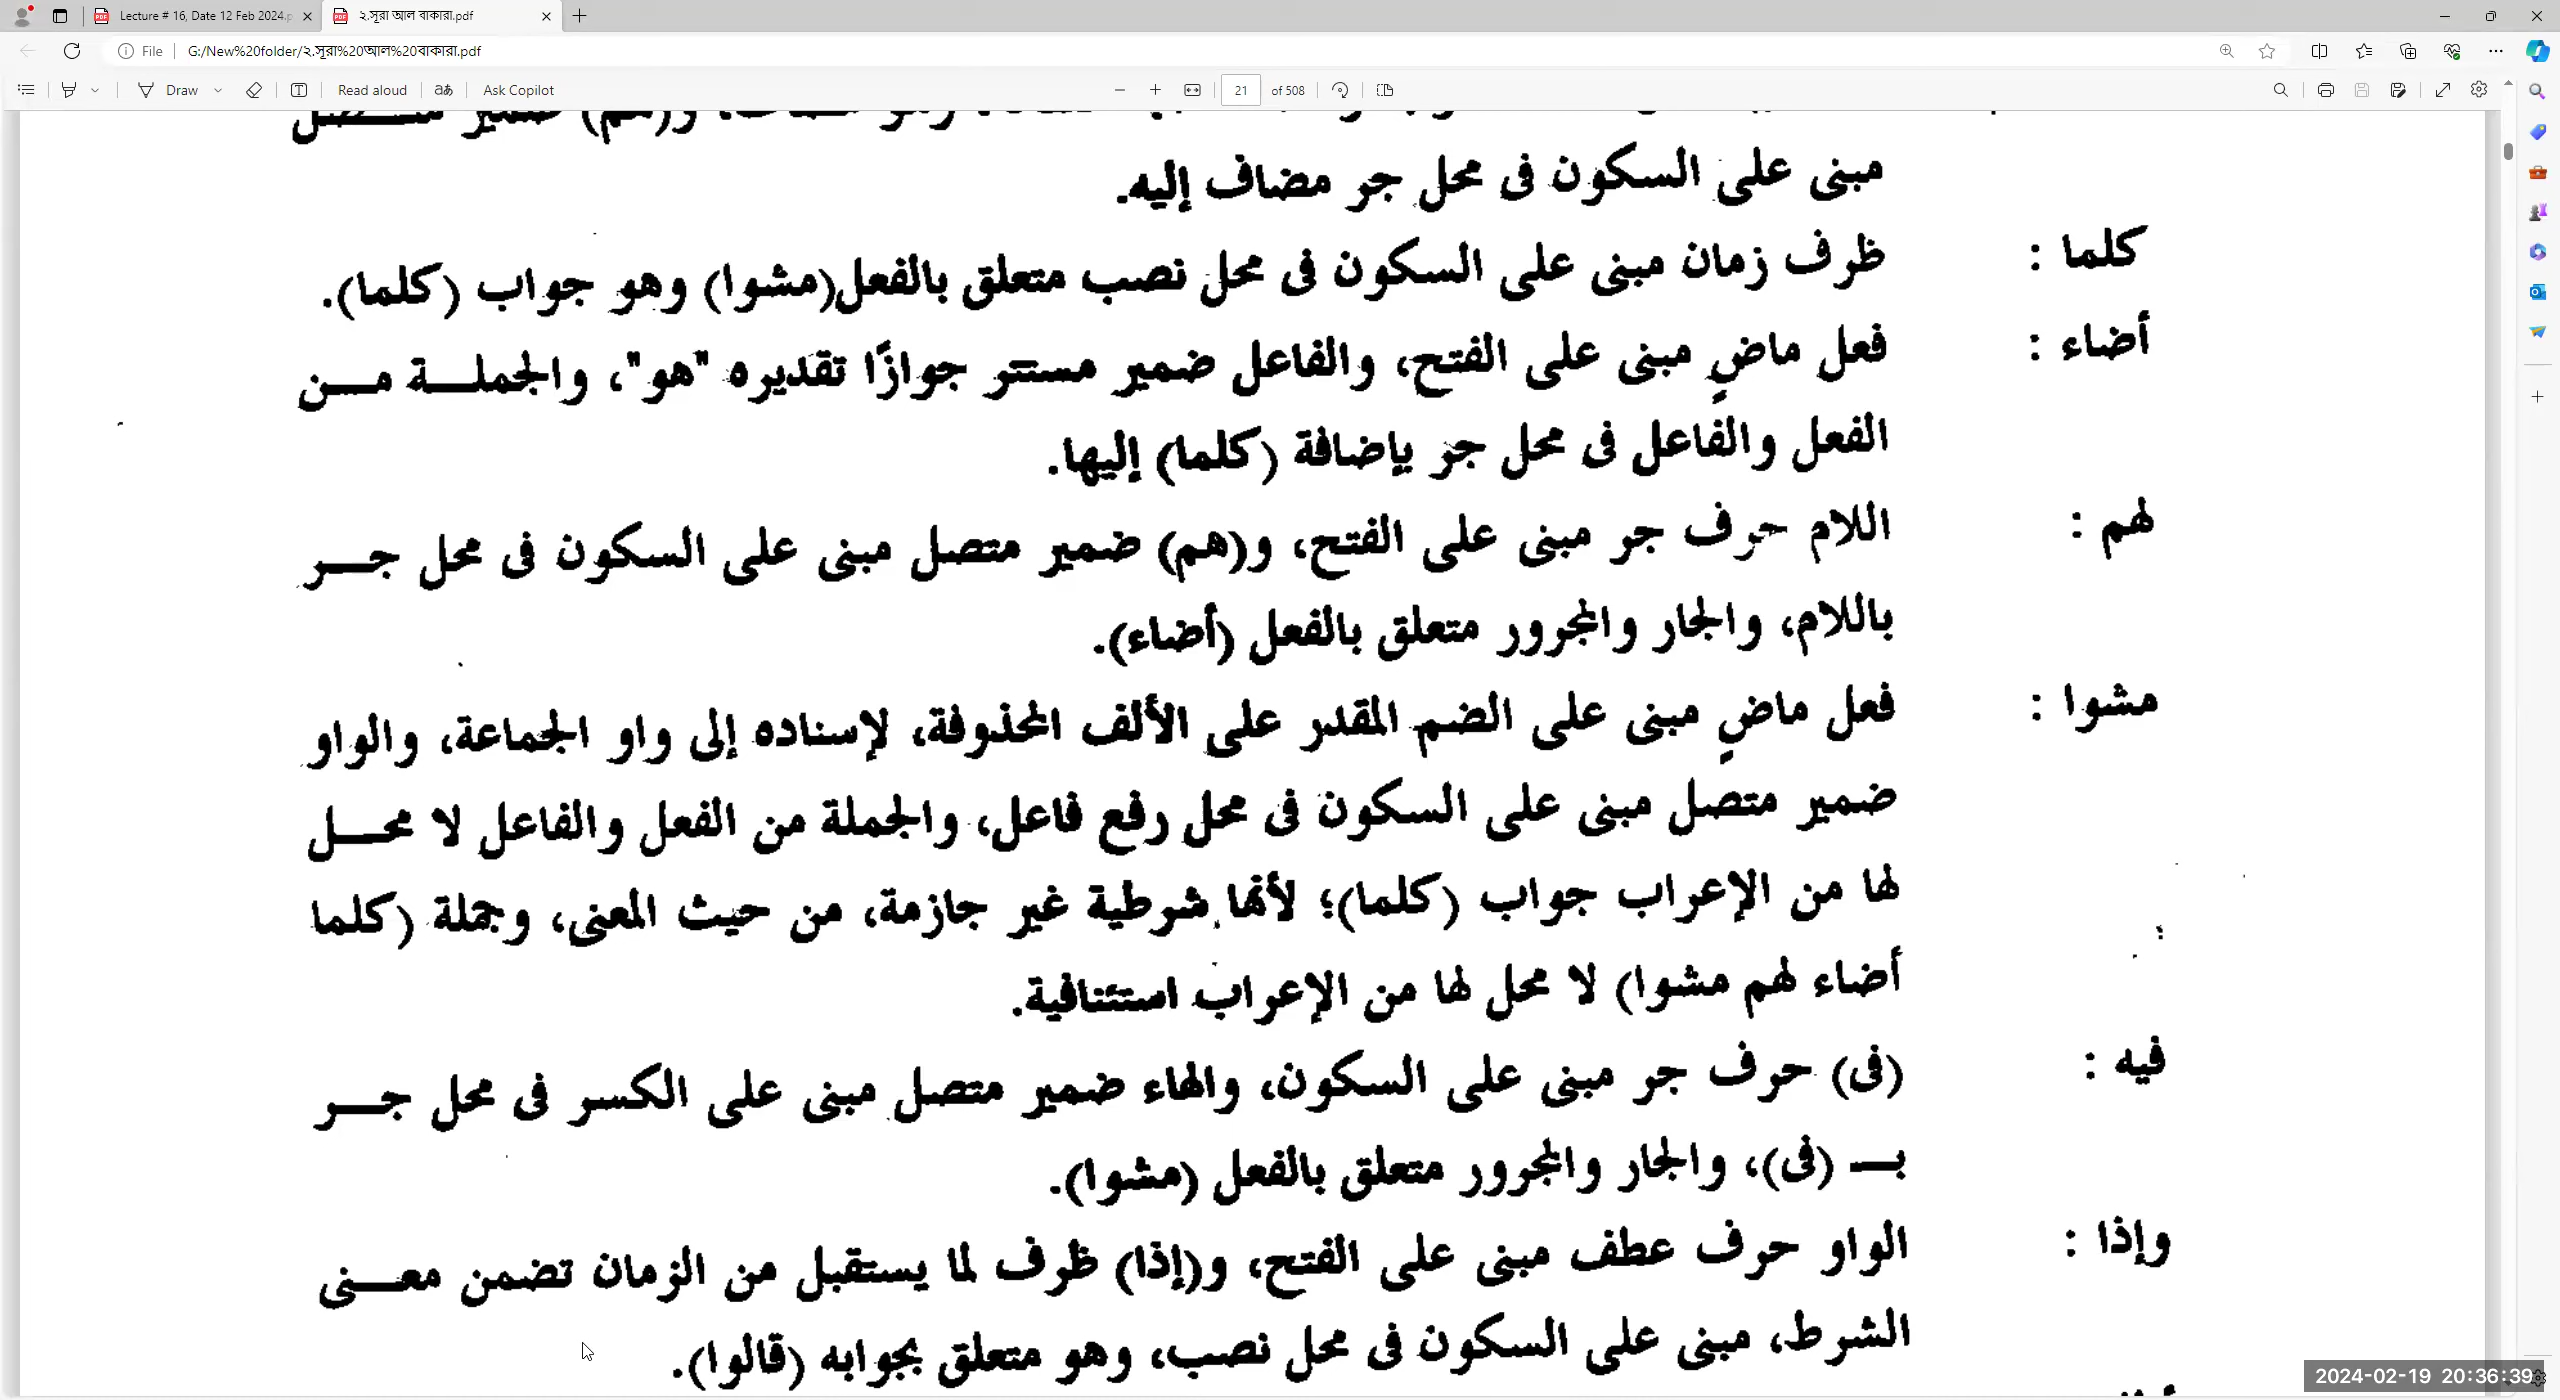 Lecture # 16, Date 12 Feb 2024.p
২.সূরা আল বাকারা.pdf
File
G:/New%20folder/২.সূরা%20আল%20বাকারা.pdf
Draw
Read aloud
aあ
Ask Copilot
21
of 508
مبنى على السكون فى محل جر مضاف إليه.
كلما : ظرف زمان مبنى على السكون فى محل نصب متعلق بالفعل(مشوا) وهو جواب (كلما).
أضاء : فعل ماضٍ مبنى على الفتح، والفاعل ضمير مستتر جوازًا تقديره "هو"، والجملـــة مـــن
الفعل والفاعل فى محل جر بإضافة (كلما) إليها.
لهم : اللام حرف جر مبنى على الفتح، و(هم) ضمير متصل مبنى على السكون فى محل جـــر
باللام، والجار والمجرور متعلق بالفعل (أضاء).
مشوا : فعل ماضٍ مبنى على الضم المقدر على الألف المحذوفة، لإسناده إلى واو الجماعة، والواو
ضمير متصل مبنى على السكون فى محل رفع فاعل، والجملة من الفعل والفاعل لا محـــل
لها من الإعراب جواب (كلما)؛ لأنها شرطية غير جازمة، من حيث المعنى، وجملة (كلما
أضاء لهم مشوا) لا محل لها من الإعراب استئنافية.
فيه : (فى) حرف جر مبنى على السكون، والهاء ضمير متصل مبنى على الكسر فى محل جـــر
بـــ (فى)، والجار والمجرور متعلق بالفعل (مشوا).
وإذا : الواو حرف عطف مبنى على الفتح، و(إذا) ظرف لما يستقبل من الزمان تضمن معـــنى
الشرط، مبنى على السكون فى محل نصب، وهو متعلق بجوابه (قالوا).
2024-02-19 20:36:39